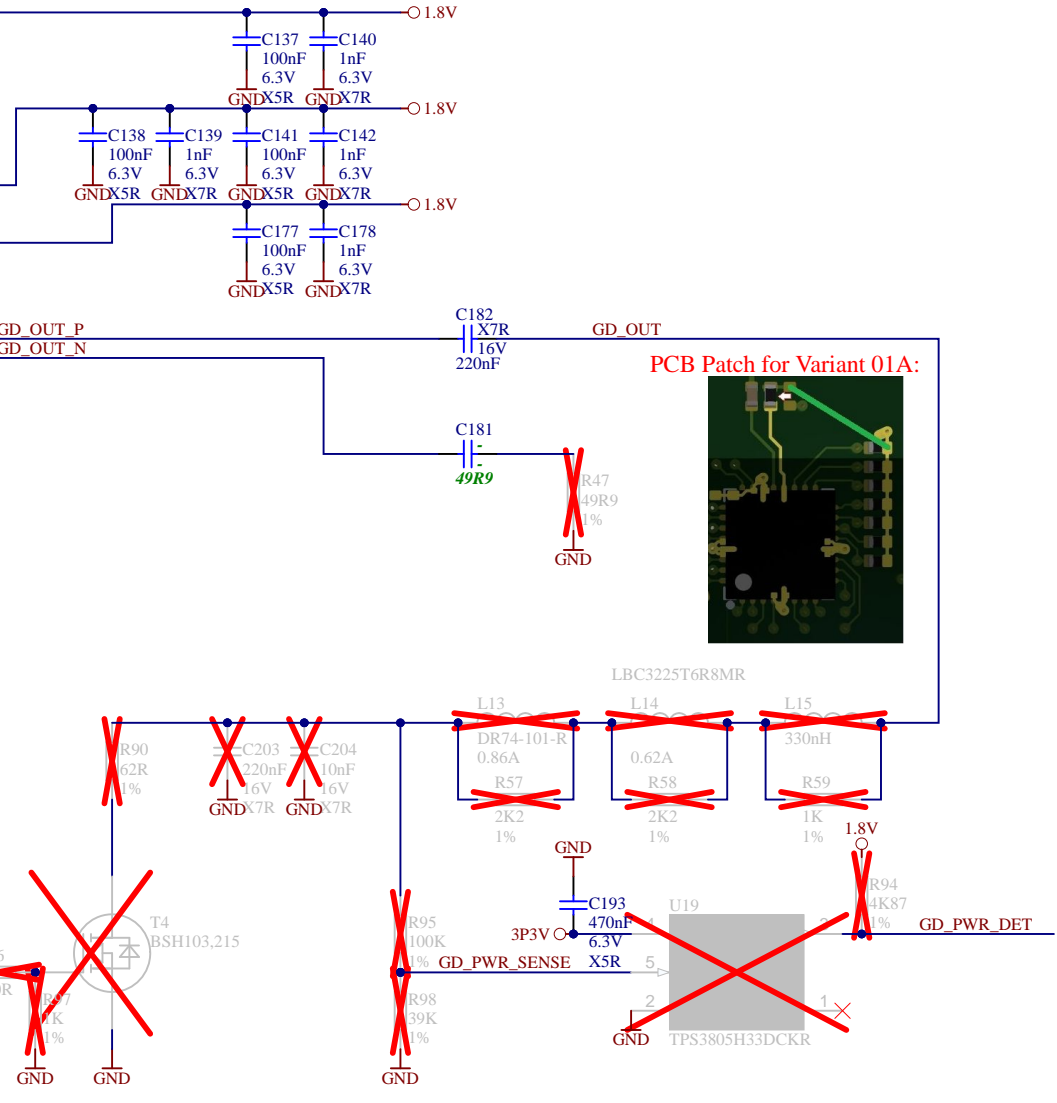 1.8V
C137
100nF
6.3V
X5R
GND
C140
1nF
6.3V
X7R
GND
1.8V
C138
100nF
6.3V
X5R
GND
C139
1nF
6.3V
X7R
GND
C141
100nF
6.3V
X5R
GND
C142
1nF
6.3V
X7R
GND
1.8V
C177
100nF
6.3V
X5R
GND
C178
1nF
6.3V
X7R
GND
GD_OUT_P
GD_OUT_N
C182
X7R
16V
220nF
GD_OUT
PCB Patch for Variant 01A:
C181
-
-
49R9
R47
49R9
1%
GND
LBC3225T6R8MR
L13
DR74-101-R
0.86A
R57
2K2
1%
L14
0.62A
R58
2K2
1%
L15
330nH
R59
1K
1%
R90
62R
1%
C203
220nF
16V
X7R
GND
C204
10nF
16V
X7R
GND
T4
BSH103,215
R97
1K
1%
GND
GND
R95
100K
1%
R98
39K
1%
GND
GND
C193
470nF
6.3V
X5R
3P3V
GD_PWR_SENSE
U19
5
2
1
GND
TPS3805H33DCKR
1.8V
R94
4K87
1%
GD_PWR_DET